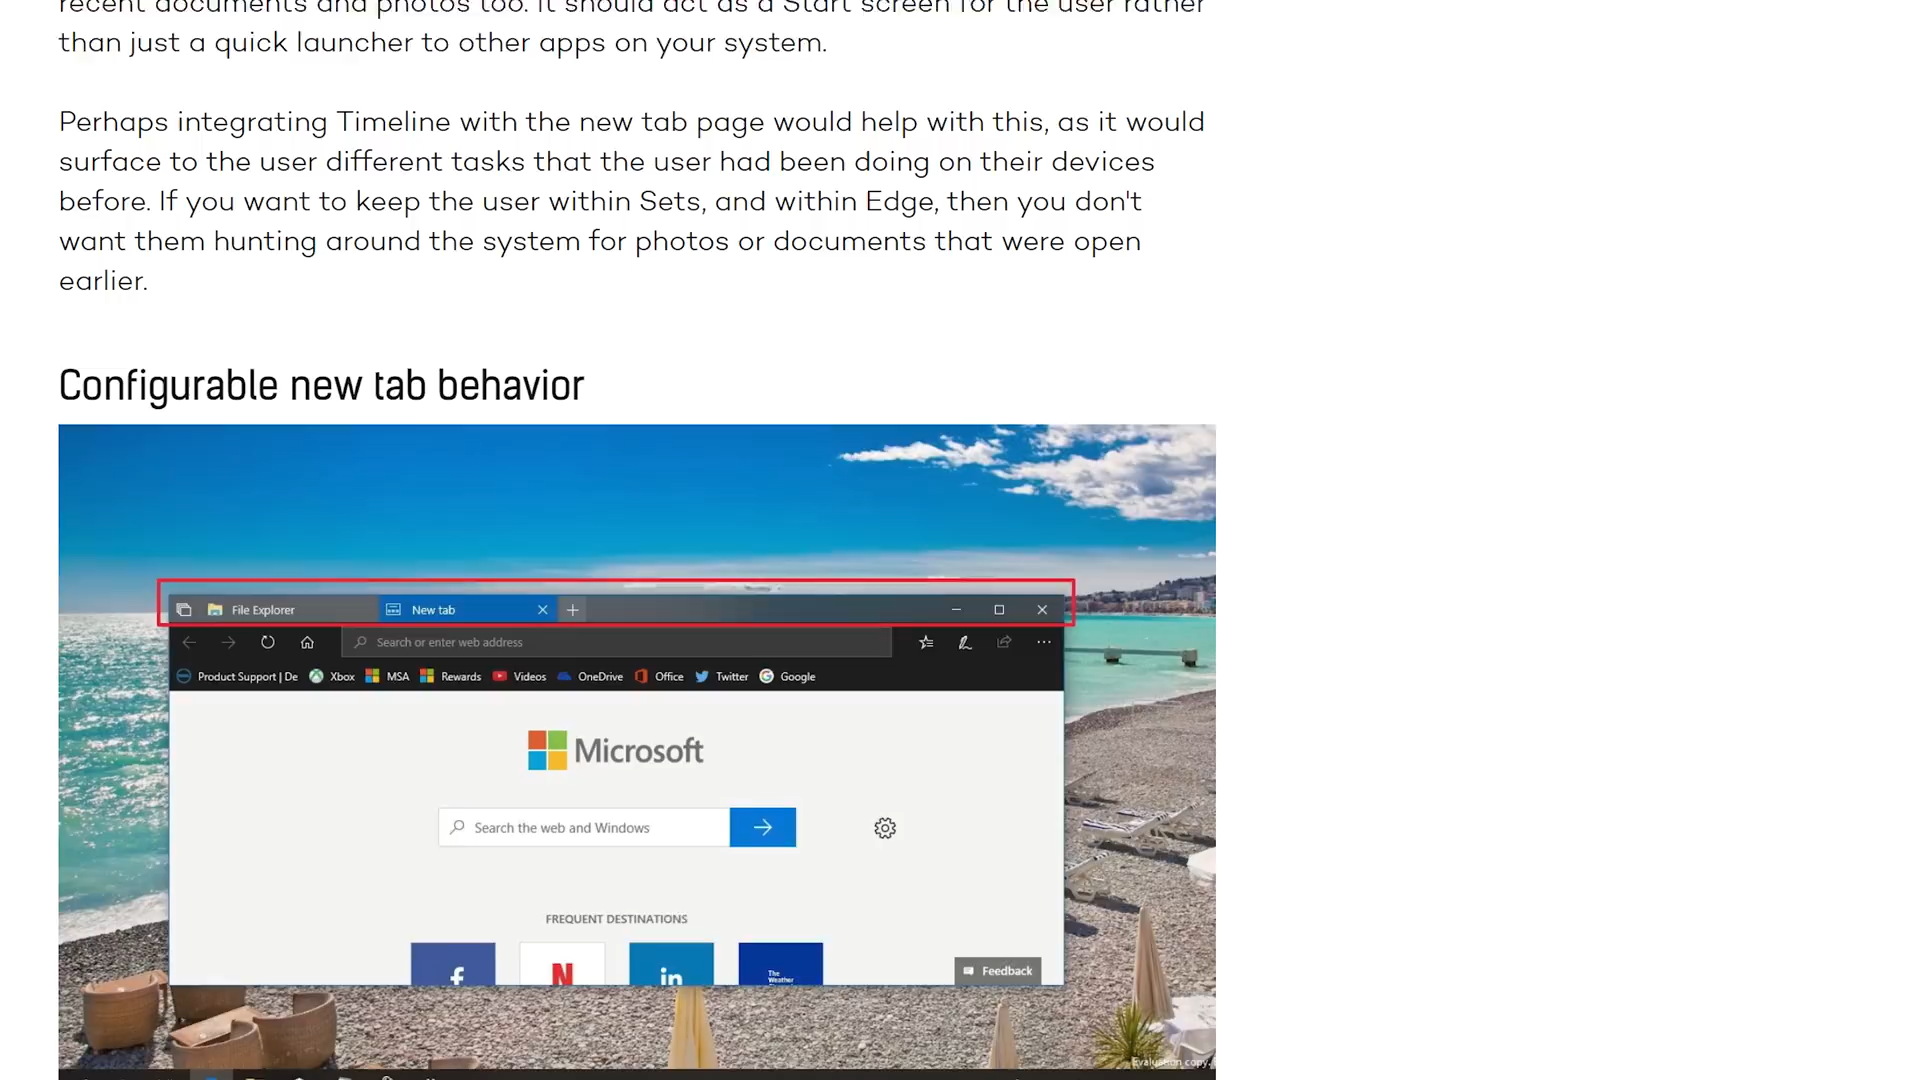 recent documents and photos too. It should act as a Start screen for the user rather
than just a quick launcher to other apps on your system.
Perhaps integrating Timeline with the new tab page would help with this, as it would
surface to the user different tasks that the user had been doing on their devices
before. If you want to keep the user within Sets, and within Edge, then you don't
want them hunting around the system for photos or documents that were open
earlier.
Configurable new tab behavior
File Explorer New tab
Search or enter web address
Product Support | De Xbox MSA Rewards Videos OneDrive Office Twitter Google
Microsoft
Search the web and Windows
FREQUENT DESTINATIONS
f N in The Weather
Feedback
Evaluation copy.